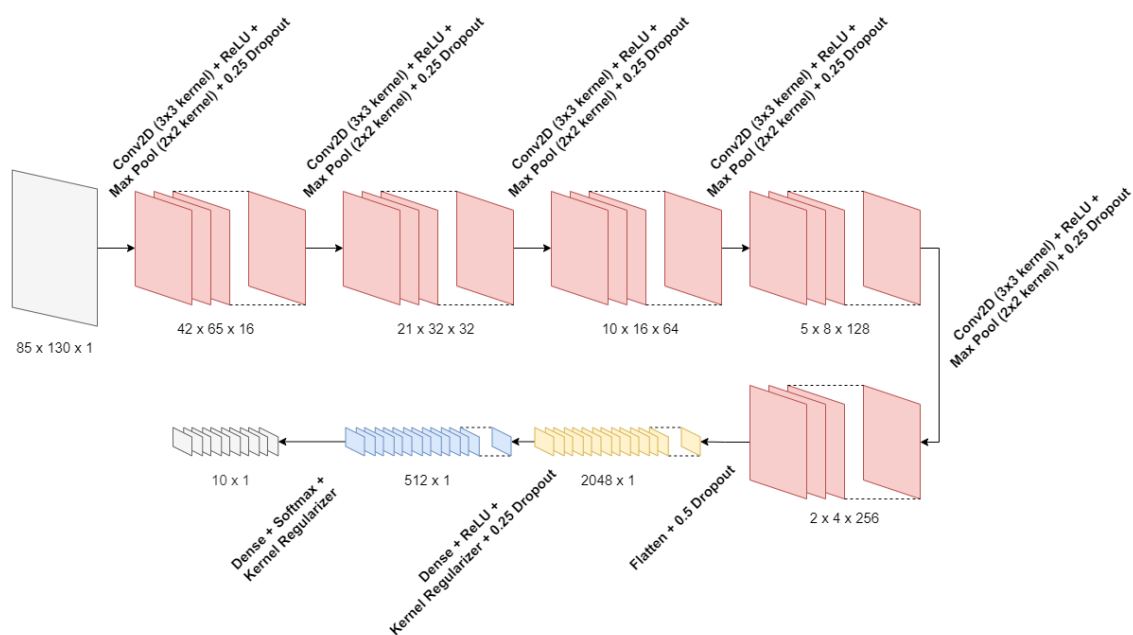 Conv2D (3x3 kernel) + ReLU +
Max Pool (2x2 kernel) + 0.25 Dropout
Conv2D (3x3 kernel) + ReLU +
Max Pool (2x2 kernel) + 0.25 Dropout
Conv2D (3x3 kernel) + ReLU +
Max Pool (2x2 kernel) + 0.25 Dropout
Conv2D (3x3 kernel) + ReLU +
Max Pool (2x2 kernel) + 0.25 Dropout
Conv2D (3x3 kernel) + ReLU +
Max Pool (2x2 kernel) + 0.25 Dropout
85 x 130 x 1
42 x 65 x 16
21 x 32 x 32
10 x 16 x 64
5 x 8 x 128
10 x 1
512 x 1
2048 x 1
2 x 4 x 256
Dense + Softmax +
Kernel Regularizer
Dense + ReLU +
Kernel Regularizer + 0.25 Dropout
Flatten + 0.5 Dropout